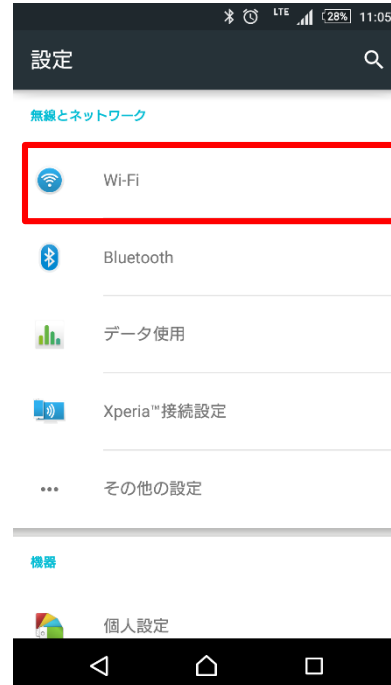 LTE 28% 11:05
設定
無線とネットワーク
Wi-Fi
Bluetooth
データ使用
Xperia™接続設定
その他の設定
機器
個人設定